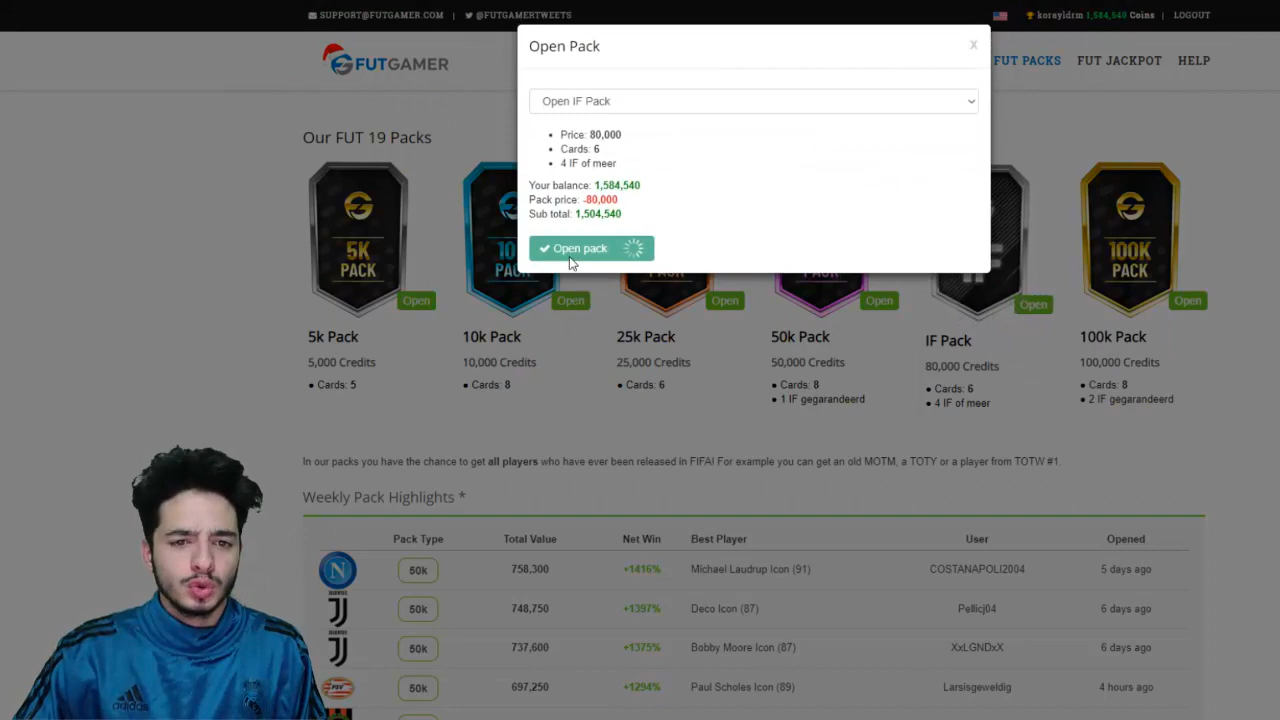 SUPPORT@FUTGAMER.COM | @FUTGAMERTWEETS
korayldrm 1,584,540 Coins | LOGOUT
FUTGAMER
FUT PACKS FUT JACKPOT HELP
Open Pack
x
Open IF Pack
Price: 80,000
Cards: 6
4 IF of meer
Your balance: 1,584,540
Pack price: -80,000
Sub total: 1,504,540
Open pack
Our FUT 19 Packs
5K PACK
10 PACK
IF
100K PACK
Open Open Open Open Open Open
5k Pack 10k Pack 25k Pack 50k Pack IF Pack 100k Pack
5,000 Credits 10,000 Credits 25,000 Credits 50,000 Credits 80,000 Credits 100,000 Credits
Cards: 5 Cards: 8 Cards: 6 Cards: 8 Cards: 6 Cards: 8
1 IF gegarandeerd 4 IF of meer 2 IF gegarandeerd
In our packs you have the chance to get all players who have ever been released in FIFA! For example you can get an old MOTM, a TOTY or a player from TOTW #1.
Weekly Pack Highlights *
Pack Type Total Value Net Win Best Player User Opened
N 50k 758,300 +1416% Michael Laudrup Icon (91) COSTANAPOLI2004 5 days ago
JUVENTUS 50k 748,750 +1397% Deco Icon (87) Pellicj04 6 days ago
JUVENTUS 50k 737,600 +1375% Bobby Moore Icon (87) XxLGNDxX 6 days ago
PSV 50k 697,250 +1294% Paul Scholes Icon (89) Larsisgeweldig 4 hours ago
adidas